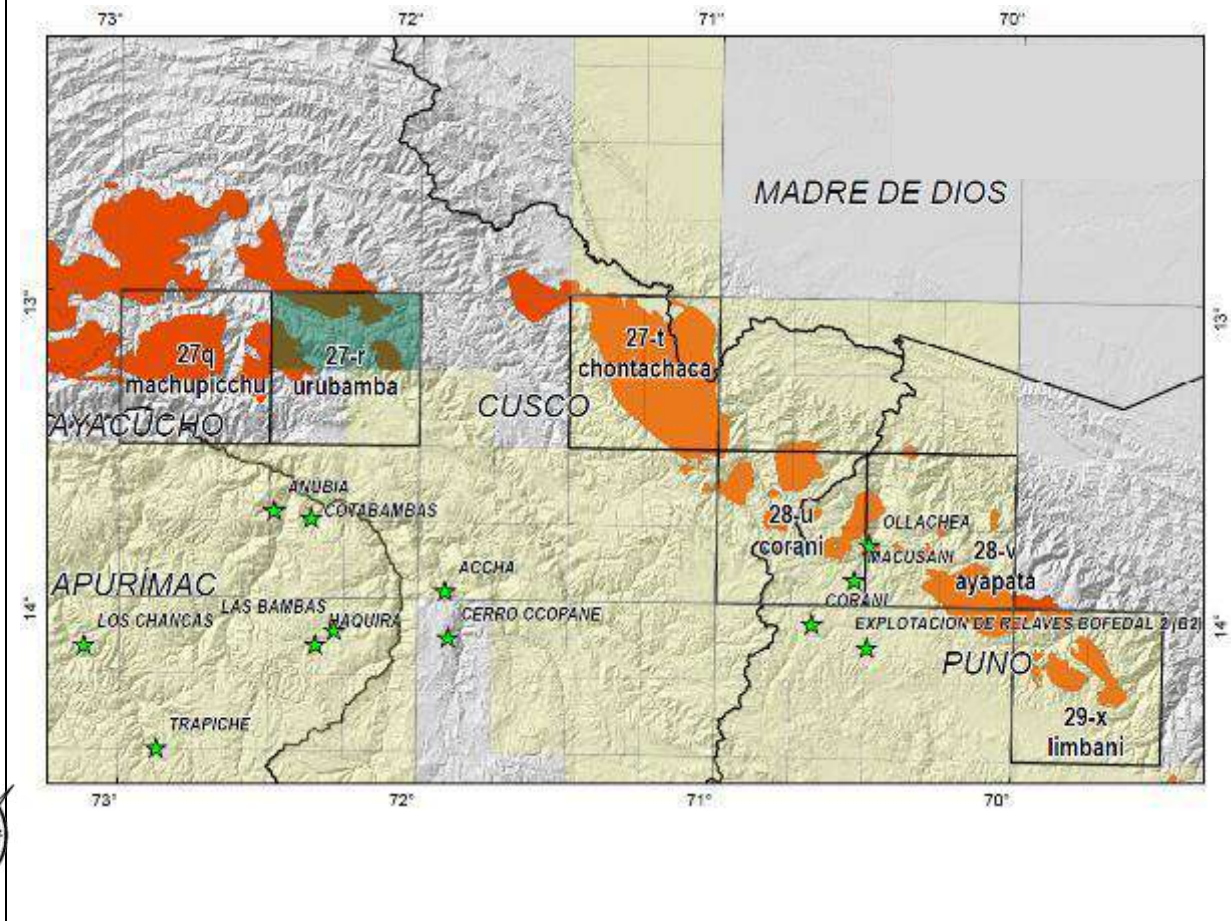 73° 72° 71° 70°
MADRE DE DIOS
13° 13°
27-t
chontachaca
27q
machupicchu
27-r
urubamba
CUSCO
AYACUCHO
ANUBIA
COTABAMBAS
28-u
corani
OLLACHEA
MACUSANI
28-v
ayapata
ACCHA
APURÍMAC
CORANI
LAS BAMBAS
14° 14°
LOS CHANCAS
HAQUIRA
CERRO CCOPANE
EXPLOTACION DE RELAVES BOFEDAL 2 (B2)
PUNO
29-x
limbani
TRAPICHE
73° 72° 71° 70°